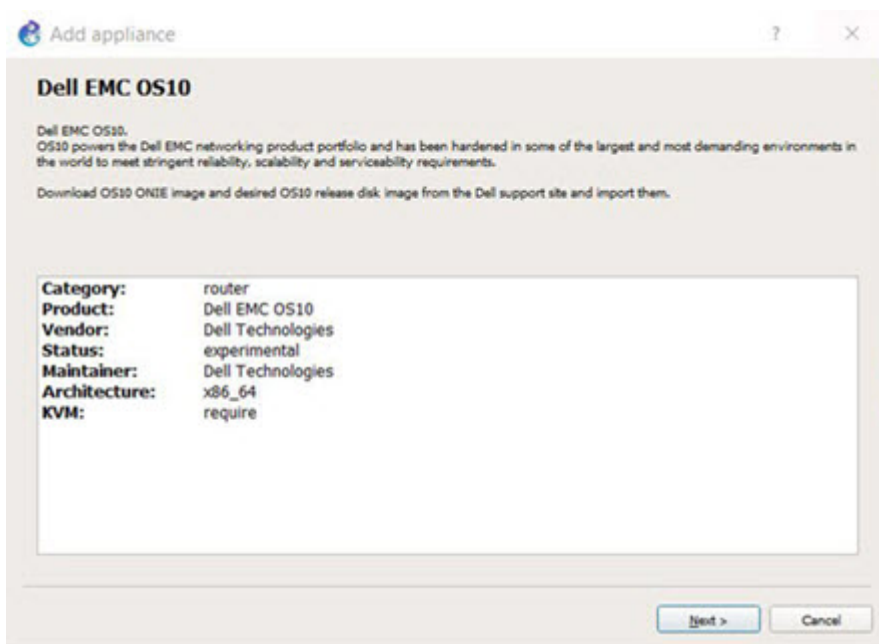 Add appliance
?
×
Dell EMC OS10
Dell EMC OS10.
OS10 powers the Dell EMC networking product portfolio and has been hardened in some of the largest and most demanding environments in
the world to meet stringent reliability, scalability and serviceability requirements.
Download OS10 ONIE image and desired OS10 release disk image from the Dell support site and import them.
Category: router
Product: Dell EMC OS10
Vendor: Dell Technologies
Status: experimental
Maintainer: Dell Technologies
Architecture: x86_64
KVM: require
Next > Cancel